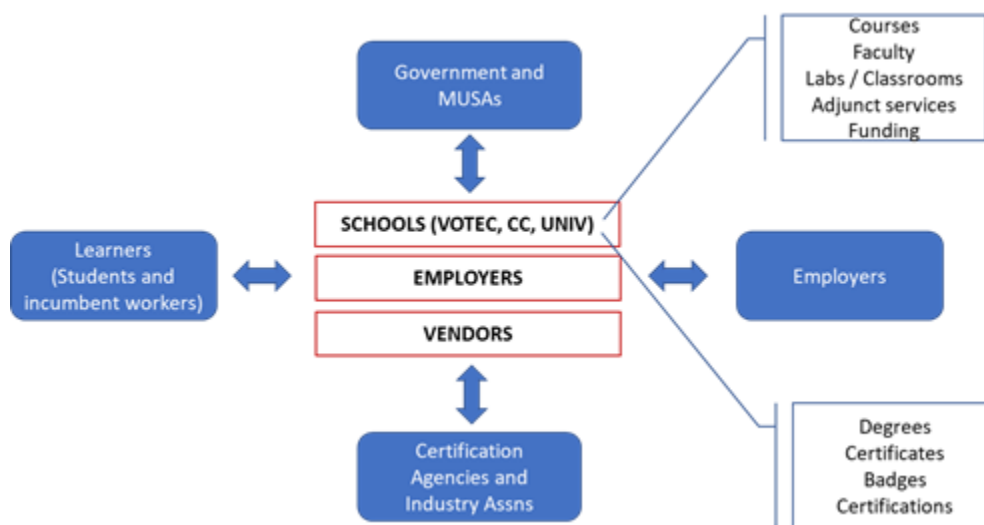 Courses
Faculty
Labs / Classrooms
Adjunct services
Funding
Government and
MUSAs
SCHOOLS (VOTEC, CC, UNIV)
EMPLOYERS
VENDORS
Learners
(Students and
incumbent workers)
Employers
Certification
Agencies and
Industry Assns
Degrees
Certificates
Badges
Certifications